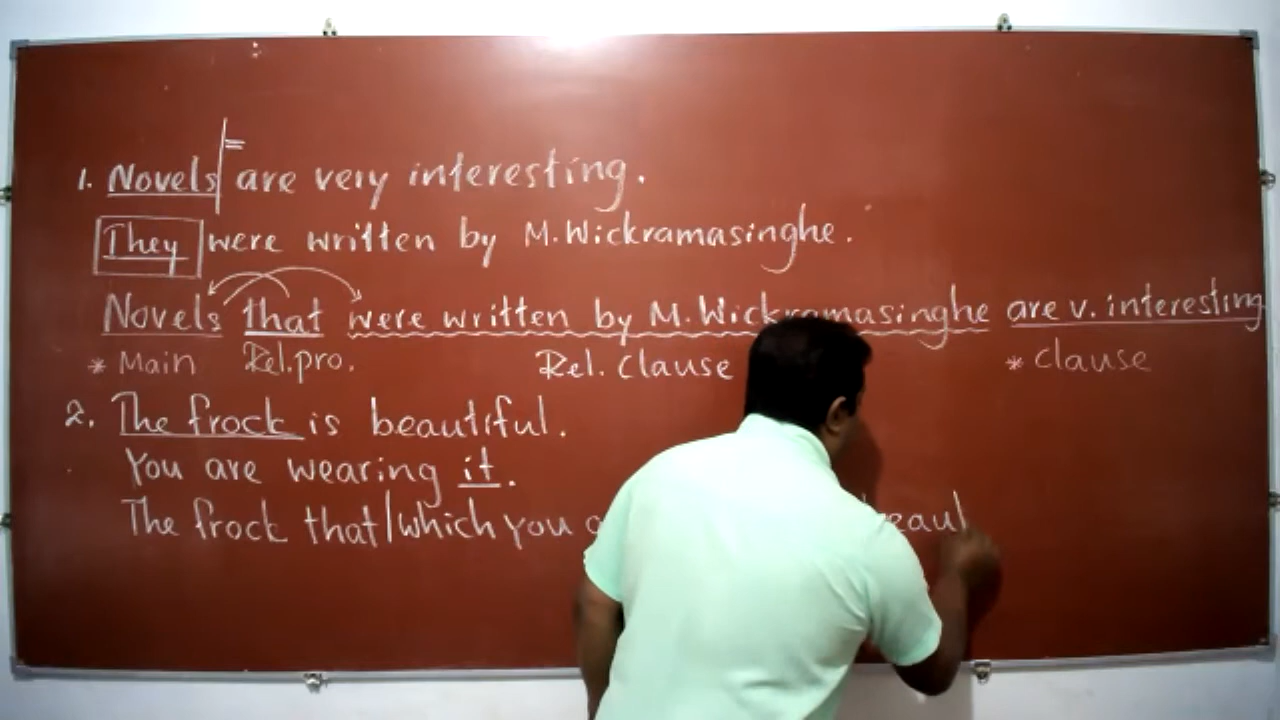 1. Novels are very interesting.
They were written by M. Wickramasinghe.
Novels that were written by M. Wickramasinghe are v. interesting
* Main Rel. pro. Rel. Clause * clause
2. The frock is beautiful.
You are wearing it.
The frock that/which you